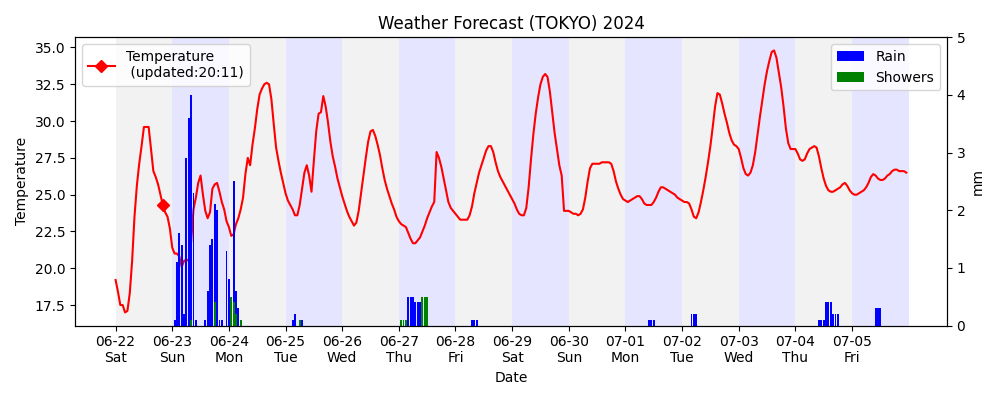 Weather Forecast (TOKYO) 2024
Temperature
(updated:20:11)
Rain
Showers
35.0
32.5
30.0
27.5
25.0
22.5
20.0
17.5
Temperature
5
4
3
2
1
0
mm
06-22 06-23 06-24 06-25 06-26 06-27 06-28 06-29 06-30 07-01 07-02 07-03 07-04 07-05
Sat Sun Mon Tue Wed Thu Fri Sat Sun Mon Tue Wed Thu Fri
Date